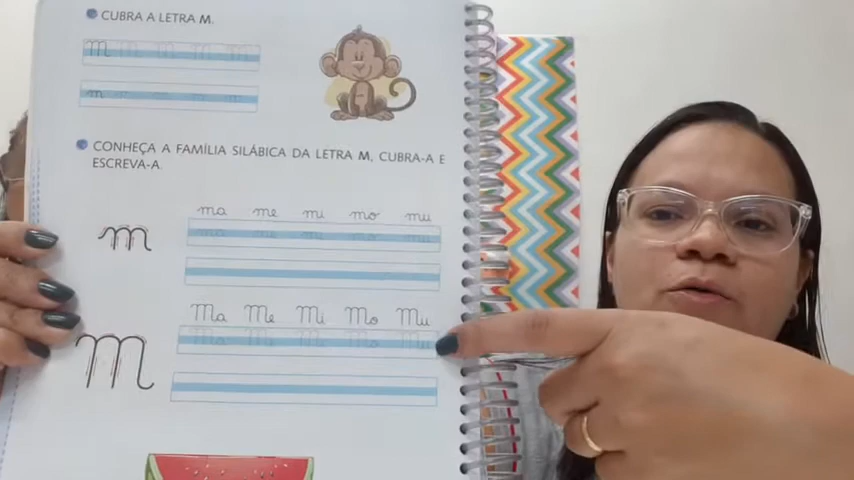 CUBRA A LETRA M.
m m m m
m m m m
CONHEÇA A FAMÍLIA SILÁBICA DA LETRA M, CUBRA-A E
ESCREVA-A.
ma me mi mo mu
m
ma me mi mo mu
Ma Me Mi Mo Mu
M
Ma Me Mi Mo Mu